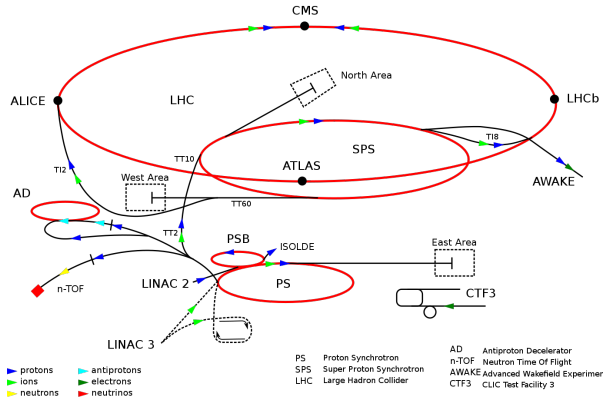 CMS
North Area
ALICE
LHC
LHCb
TT10
SPS
TI8
ATLAS
TI2
West Area
AWAKE
AD
TT60
TT2
PSB
ISOLDE
East Area
LINAC 2
PS
n-TOF
CTF3
LINAC 3
PS Proton Synchrotron
SPS Super Proton Synchrotron
LHC Large Hadron Collider
AD Antiproton Decelerator
n-TOF Neutron Time Of Flight
AWAKE Advanced Wakefield Experimen
CTF3 CLIC Test Facility 3
protons antiprotons
ions electrons
neutrons neutrinos